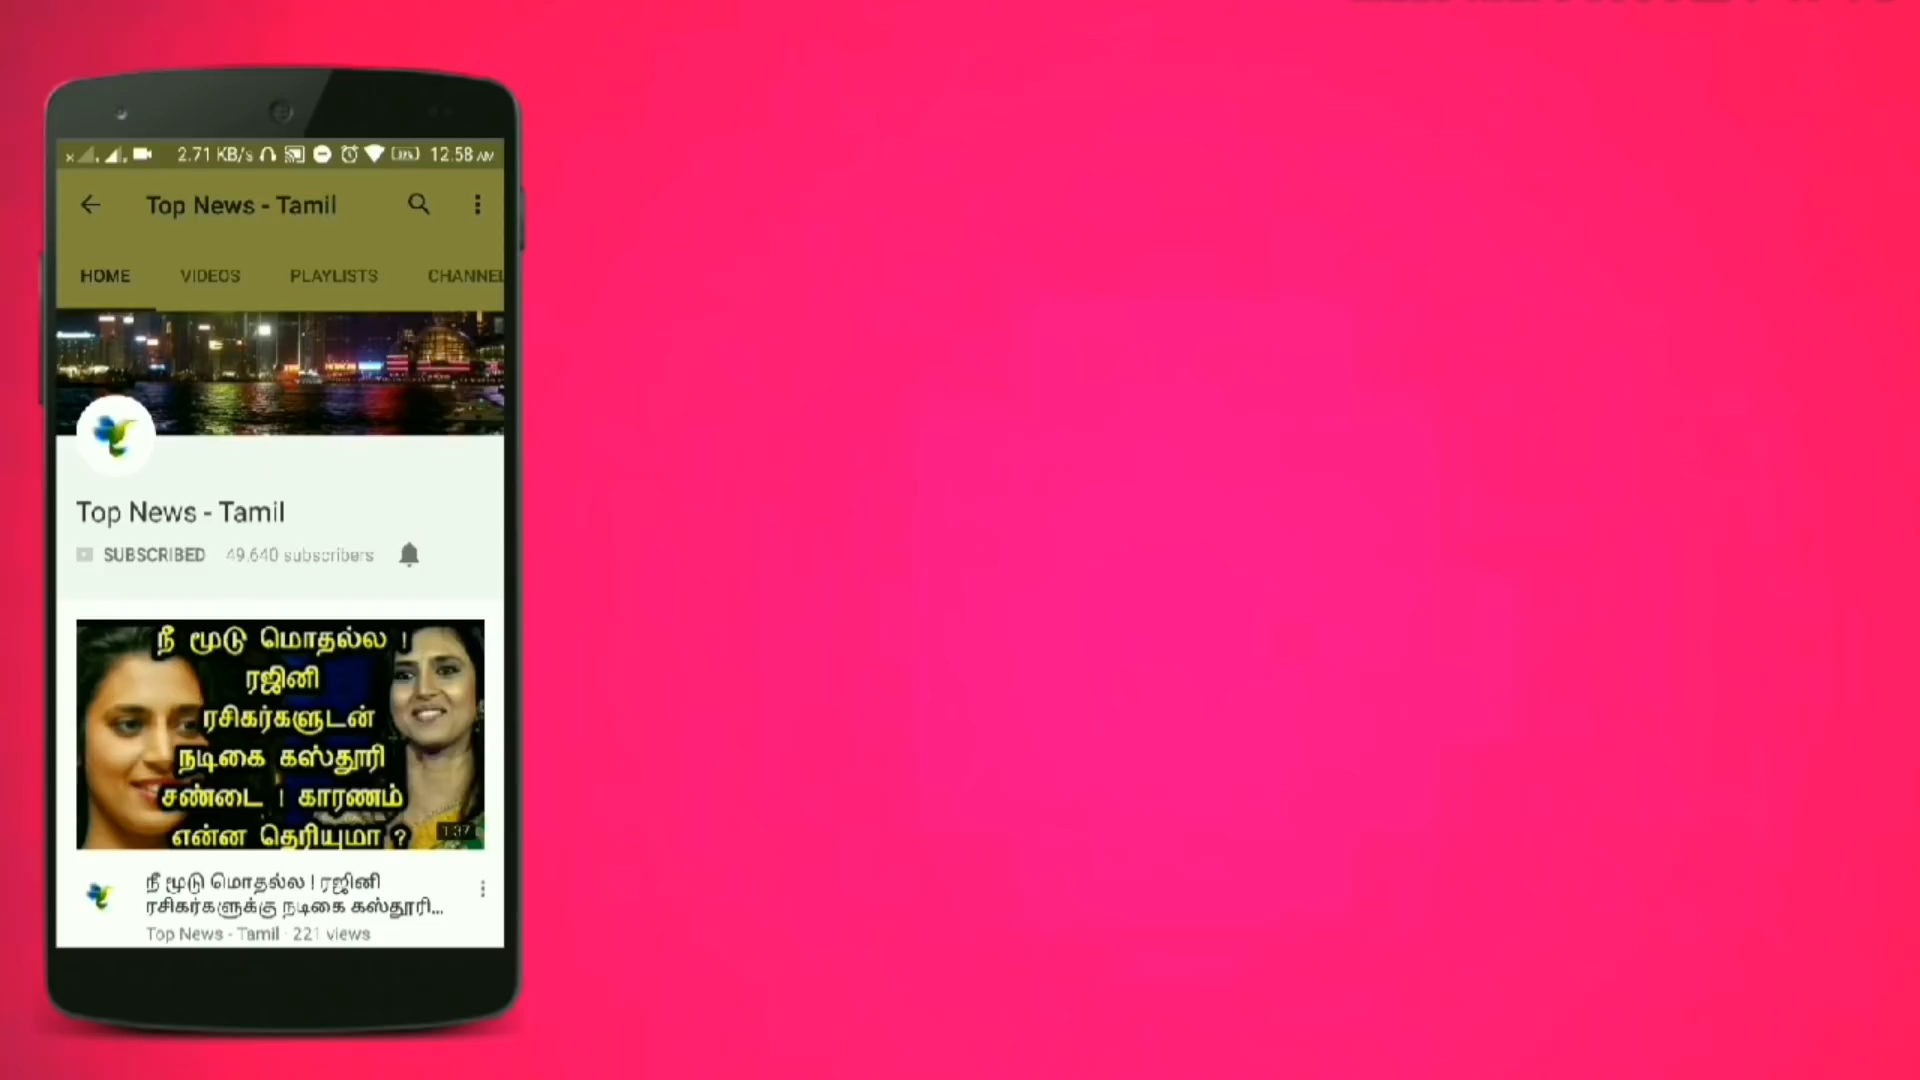 2.71 KB/s 12.58 AM
Top News - Tamil
HOME VIDEOS PLAYLISTS CHANNEL
Top News - Tamil
SUBSCRIBED 49,640 subscribers
நீ மூடு மொதல்ல !
ரஜினி
ரசிகர்களுடன்
நடிகை கஸ்தூரி
சண்டை | காரணம்
என்ன தெரியுமா ?
1:37
நீ மூடு மொதல்ல ! ரஜினி
ரசிகர்களுக்கு நடிகை கஸ்தூரி...
Top News - Tamil · 221 views